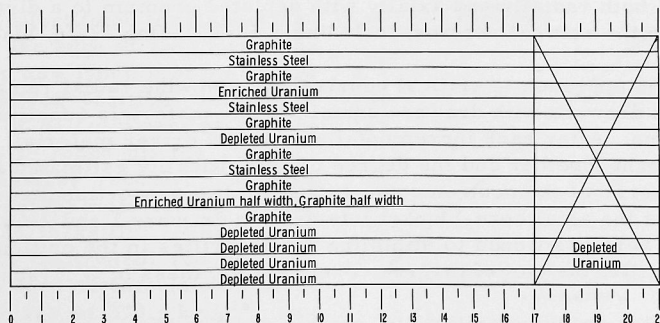 Graphite
Stainless Steel
Graphite
Enriched Uranium
Stainless Steel
Graphite
Depleted Uranium
Graphite
Stainless Steel
Graphite
Enriched Uranium half width, Graphite half width
Graphite
Depleted Uranium
Depleted Uranium
Depleted
Depleted Uranium
Uranium
Depleted Uranium
0 1 2 3 4 5 6 7 8 9 10 11 12 13 14 15 16 17 18 19 20 2